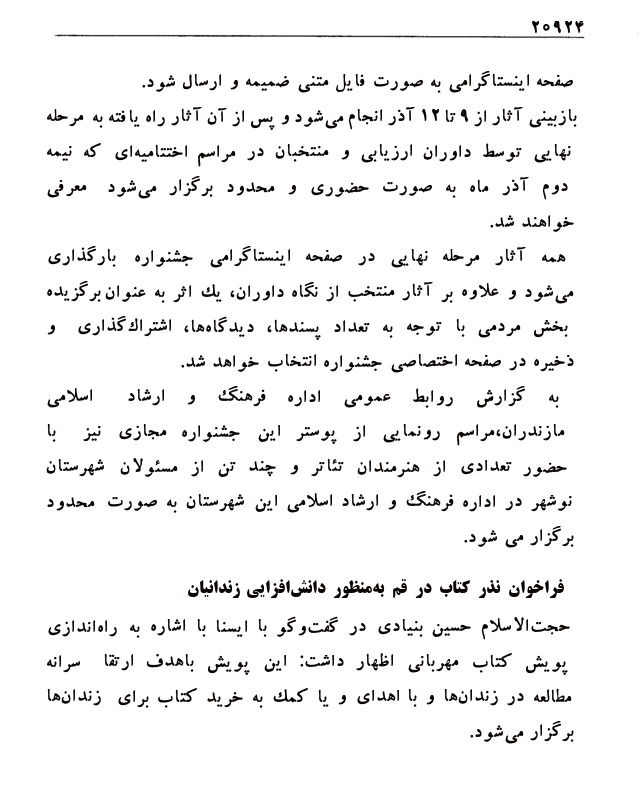 ۲۰۹۲۴
صفحه اینستاگرامی به صورت فایل متنی ضمیمه و ارسال شود.
بازبینی آثار از ۹ تا ۱۲ آذر انجام می‌شود و پس از آن آثار راه یافته به مرحله
نهایی توسط داوران ارزیابی و منتخبان در مراسم اختتامیه‌ای که نیمه
دوم آذر ماه به صورت حضوری و محدود برگزار می‌شود معرفی
خواهند شد.
همه آثار مرحله نهایی در صفحه اینستاگرامی جشنواره بارگذاری
می‌شود و علاوه بر آثار منتخب از نگاه داوران، یك اثر به عنوان برگزیده
بخش مردمی با توجه به تعداد پسندها، دیدگاه‌ها، اشتراك‌گذاری و
ذخیره در صفحه اختصاصی جشنواره انتخاب خواهد شد.
به گزارش روابط عمومی اداره فرهنگ و ارشاد اسلامی
مازندران،مراسم رونمایی از پوستر این جشنواره مجازی نیز با
حضور تعدادی از هنرمندان تئاتر و چند تن از مسئولان شهرستان
نوشهر در اداره فرهنگ و ارشاد اسلامی این شهرستان به صورت محدود
برگزار می شود.
فراخوان نذر کتاب در قم به‌منظور دانش‌افزایی زندانیان
حجت‌الاسلام حسین بنیادی در گفت‌وگو با ایسنا با اشاره به راه‌اندازی
پویش کتاب مهربانی اظهار داشت: این پویش باهدف ارتقا سرانه
مطالعه در زندان‌ها و با اهدای و یا کمك به خرید کتاب برای زندان‌ها
برگزار می‌شود.